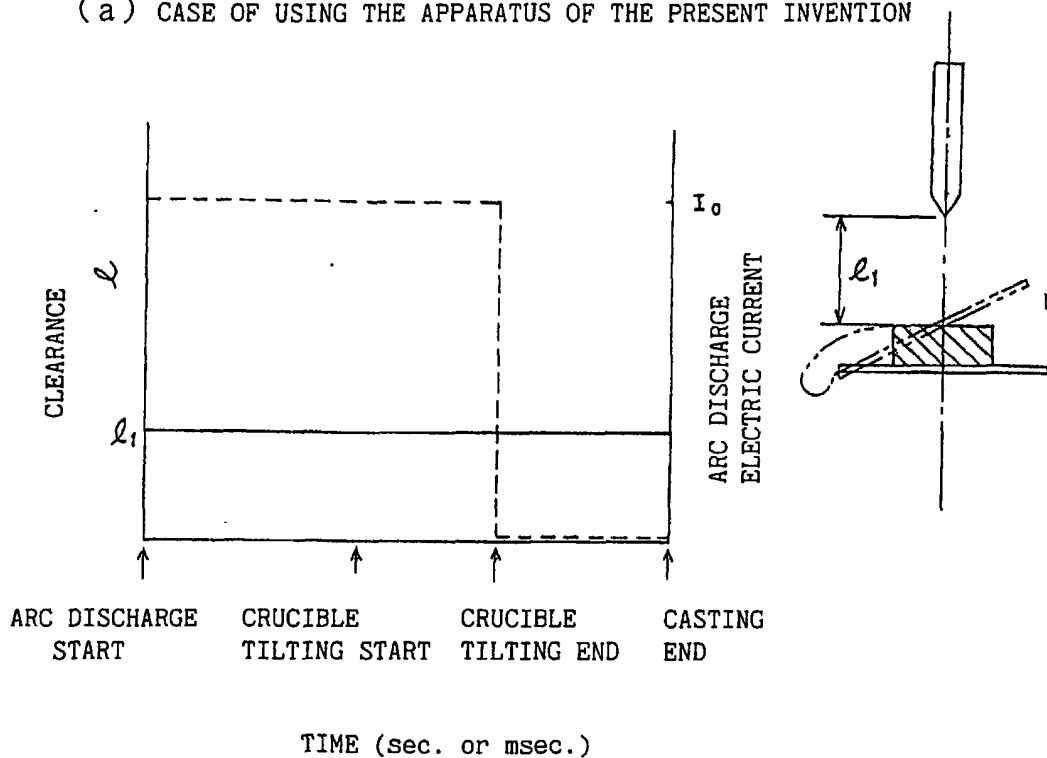 (a) CASE OF USING THE APPARATUS OF THE PRESENT INVENTION
CLEARANCE
ℓ
ℓ1
I0
ARC DISCHARGE
ELECTRIC CURRENT
ℓ1
ARC DISCHARGE
START
CRUCIBLE
TILTING START
CRUCIBLE
TILTING END
CASTING
END
TIME (sec. or msec.)